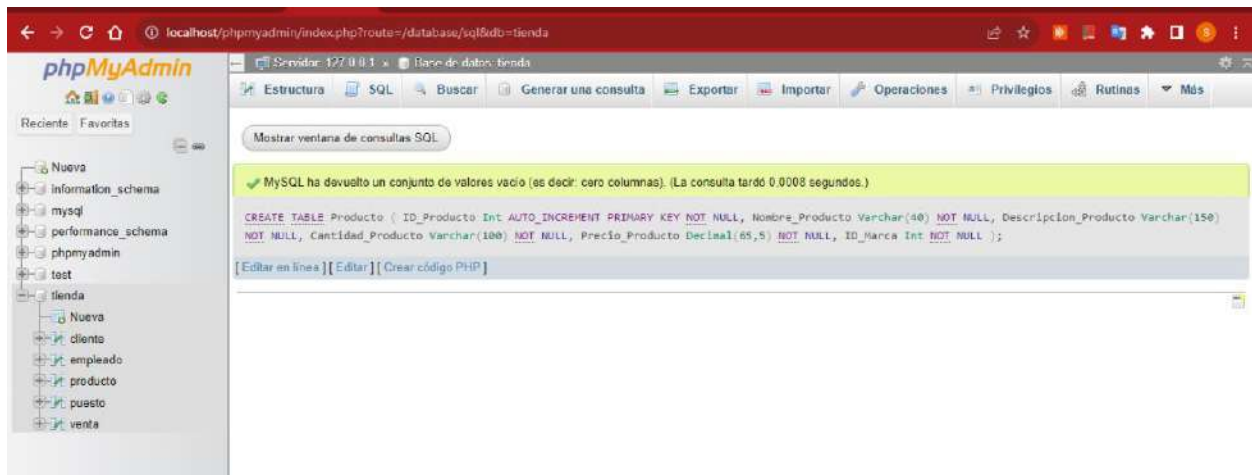 localhost/phpmyadmin/index.php?route=/database/sql&db=tienda
phpMyAdmin
Servidor: 127.0.0.1 » Base de datos: tienda
Estructura SQL Buscar Generar una consulta Exportar Importar Operaciones Privilegios Rutinas Más
Reciente Favoritas
Nueva
information_schema
mysql
performance_schema
phpmyadmin
test
tienda
Nueva
cliente
empleado
producto
puesto
venta
Mostrar ventana de consultas SQL
MySQL ha devuelto un conjunto de valores vacío (es decir: cero columnas). (La consulta tardó 0,0008 segundos.)
CREATE TABLE Producto ( ID_Producto Int AUTO_INCREMENT PRIMARY KEY NOT NULL, Nombre_Producto Varchar(40) NOT NULL, Descripcion_Producto Varchar(150)
NOT NULL, Cantidad_Producto Varchar(100) NOT NULL, Precio_Producto Decimal(65,5) NOT NULL, ID_Marca Int NOT NULL );
[ Editar en línea ] [ Editar ] [ Crear código PHP ]